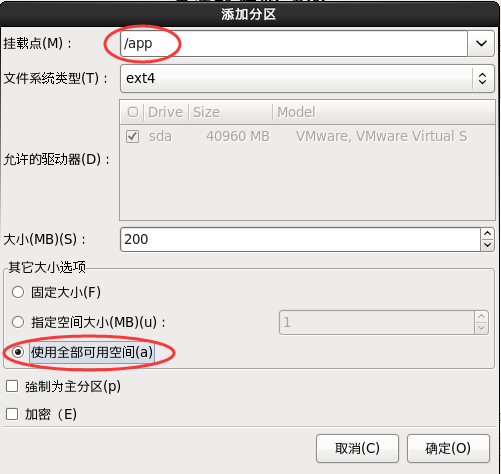 添加分区
挂载点(M)： /app
文件系统类型(T)： ext4
Drive Size Model
sda 40960 MB VMware, VMware Virtual S
允许的驱动器(D)：
大小(MB)(S)： 200
其它大小选项
固定大小(F)
指定空间大小(MB)(u)： 1
使用全部可用空间(a)
强制为主分区(p)
加密（E)
取消(C) 确定(O)